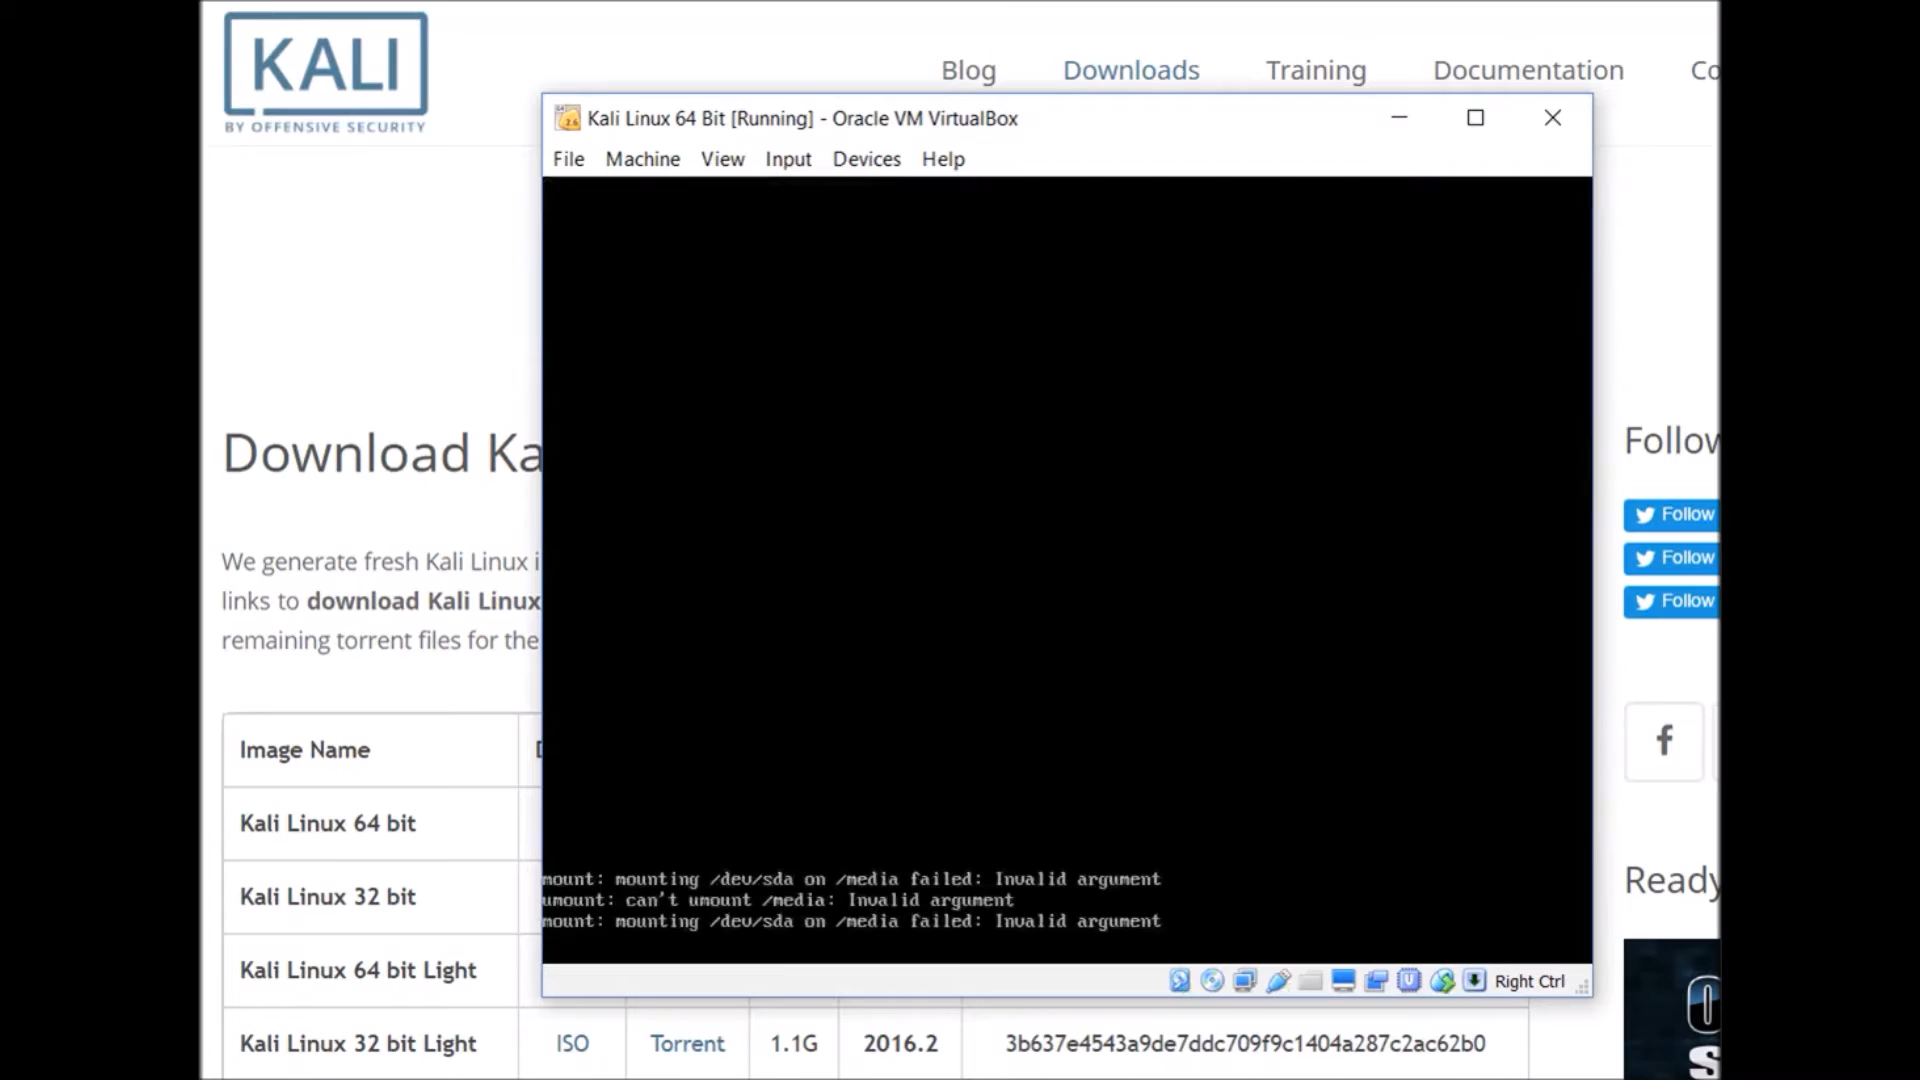 KALI
BY OFFENSIVE SECURITY
Blog Downloads Training Documentation Co
Kali Linux 64 Bit [Running] - Oracle VM VirtualBox
File Machine View Input Devices Help
Download Ka
Follow
We generate fresh Kali Linux i
links to download Kali Linux
remaining torrent files for the
Follow
Follow
Follow
Image Name
Kali Linux 64 bit
Kali Linux 32 bit
Kali Linux 64 bit Light
Kali Linux 32 bit Light ISO Torrent 1.1G 2016.2 3b637e4543a9de7ddc709f9c1404a287c2ac62b0
mount: mounting /dev/sda on /media failed: Invalid argument
umount: can't umount /media: Invalid argument
mount: mounting /dev/sda on /media failed: Invalid argument
Right Ctrl
Ready